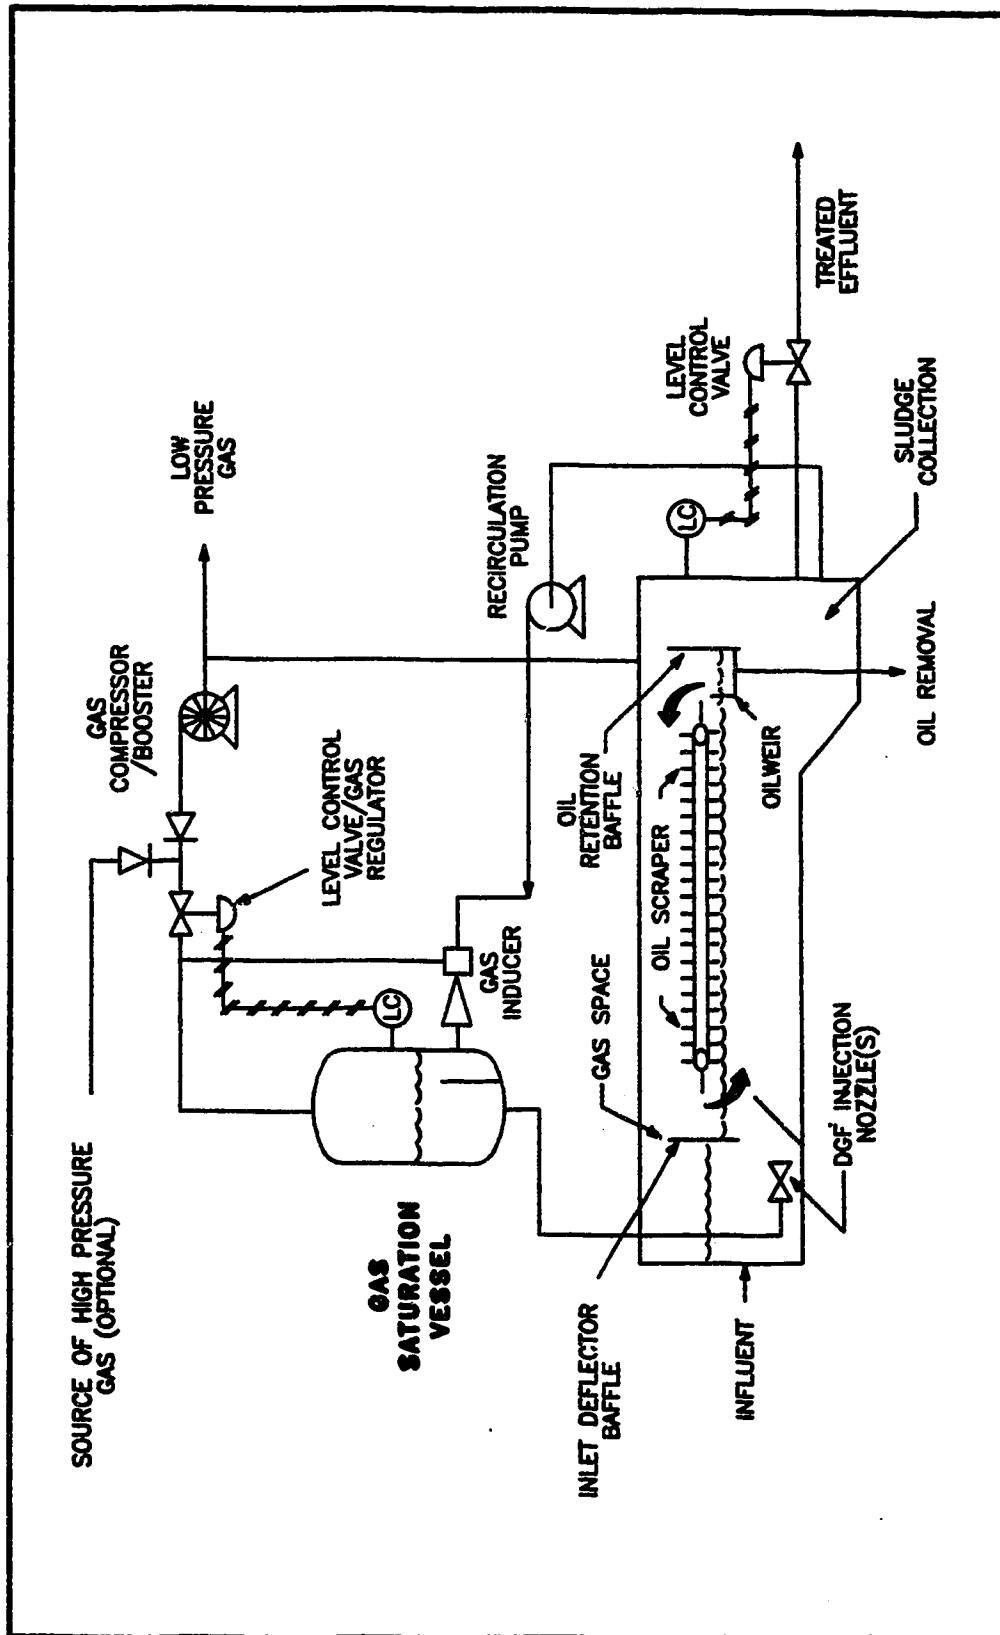 SOURCE OF HIGH PRESSURE
GAS (OPTIONAL)
GAS
COMPRESSOR
/BOOSTER
LOW
PRESSURE
GAS
LEVEL CONTROL
VALVE/GAS
REGULATOR
LC
GAS
SATURATION
VESSEL
GAS
INDUCER
RECIRCULATION
PUMP
INLET DEFLECTOR
BAFFLE
GAS SPACE
OIL SCRAPER
OIL
RETENTION
BAFFLE
LC
LEVEL
CONTROL
VALVE
INFLUENT
DGF INJECTION
NOZZLE(S)
OILWEIR
OIL REMOVAL
SLUDGE
COLLECTION
TREATED
EFFLUENT